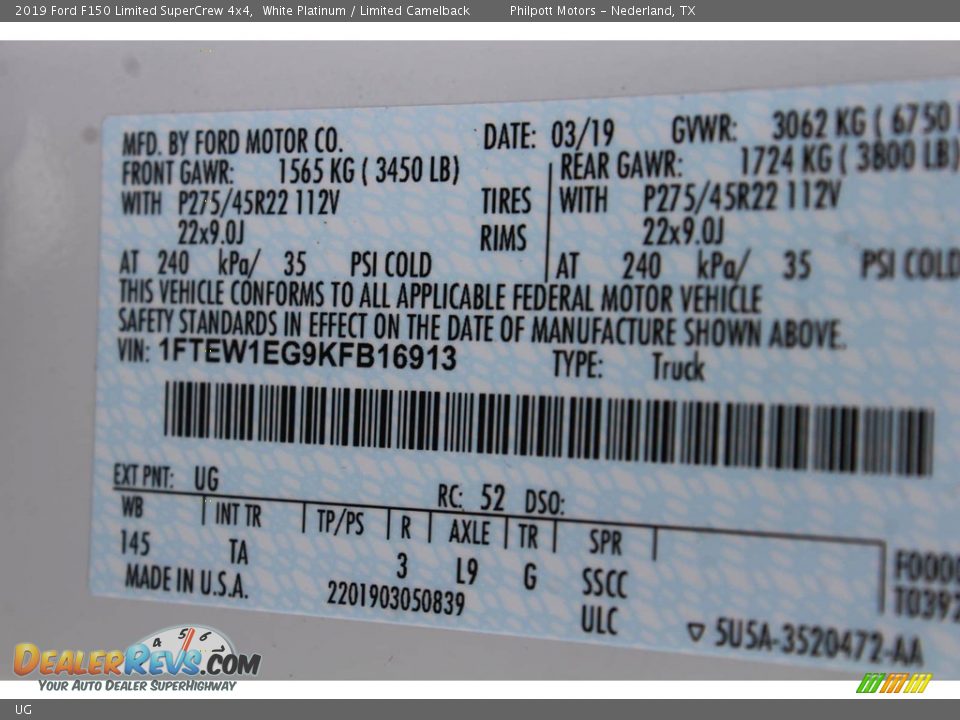 2019 Ford F150 Limited SuperCrew 4x4, White Platinum / Limited Camelback Philpott Motors - Nederland, TX
MFD. BY FORD MOTOR CO. DATE: 03/19 GVWR: 3062 KG ( 6750
FRONT GAWR: 1565 KG ( 3450 LB) REAR GAWR: 1724 KG ( 3800 LB)
WITH P275/45R22 112V TIRES WITH P275/45R22 112V
22x9.0J RIMS 22x9.0J
AT 240 kPa/ 35 PSI COLD AT 240 kPa/ 35 PSI COLD
THIS VEHICLE CONFORMS TO ALL APPLICABLE FEDERAL MOTOR VEHICLE
SAFETY STANDARDS IN EFFECT ON THE DATE OF MANUFACTURE SHOWN ABOVE.
VIN: 1FTEW1EG9KFB16913 TYPE: Truck
EXT PNT: UG RC: 52 DSO:
WB INT TR TP/PS R AXLE TR SPR
145 TA 3 L9 G SSCC F0000
MADE IN U.S.A. 2201903050839 ULC T0392
5U5A-3520472-AA
4 5 6
DealerRevs.com
Your Auto Dealer SuperHighway
UG